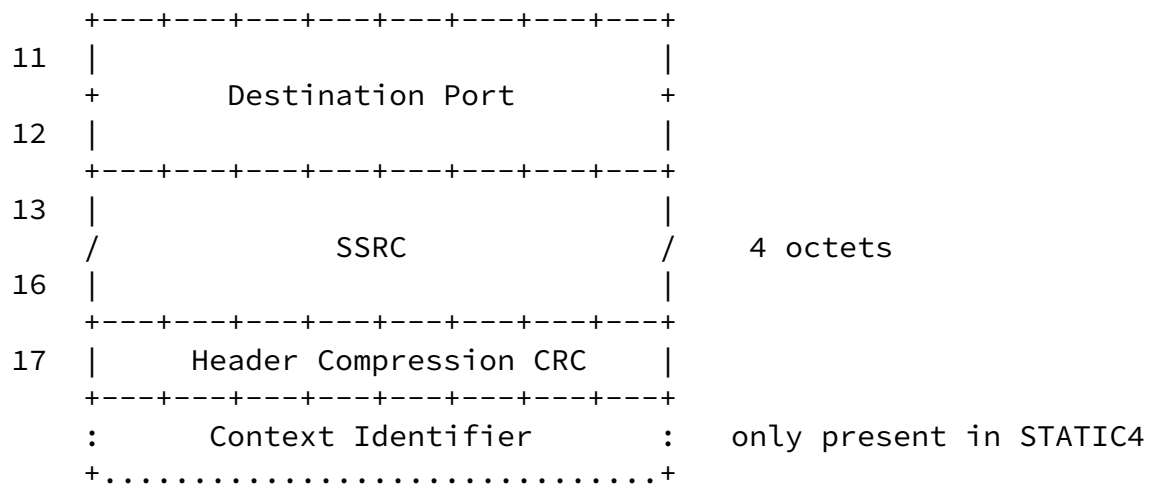 +---+---+---+---+---+---+---+---+
11   |                               |
     +       Destination Port        +
12   |                               |
     +---+---+---+---+---+---+---+---+
13   |                               |
     /             SSRC              /    4 octets
16   |                               |
     +---+---+---+---+---+---+---+---+
17   |     Header Compression CRC    |
     +---+---+---+---+---+---+---+---+
     :      Context Identifier       :   only present in STATIC4
     +...............................+